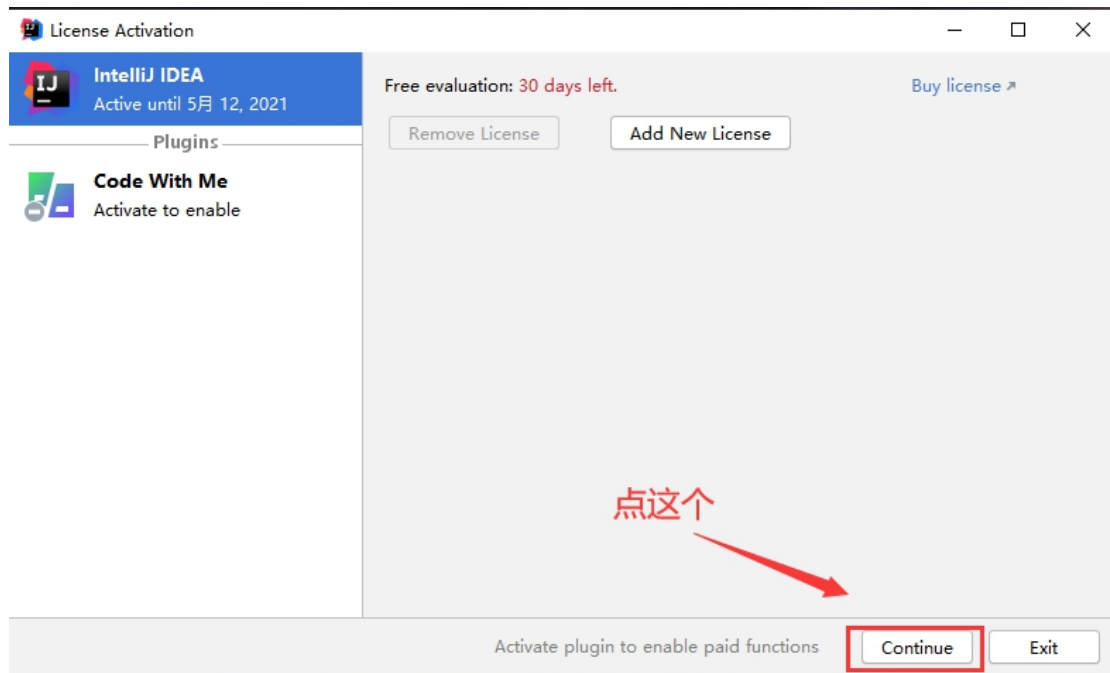 License Activation
IntelliJ IDEA
Active until 5月 12, 2021
Plugins
Code With Me
Activate to enable
Free evaluation: 30 days left.
Buy license ↗
Remove License
Add New License
点这个
Activate plugin to enable paid functions
Continue
Exit